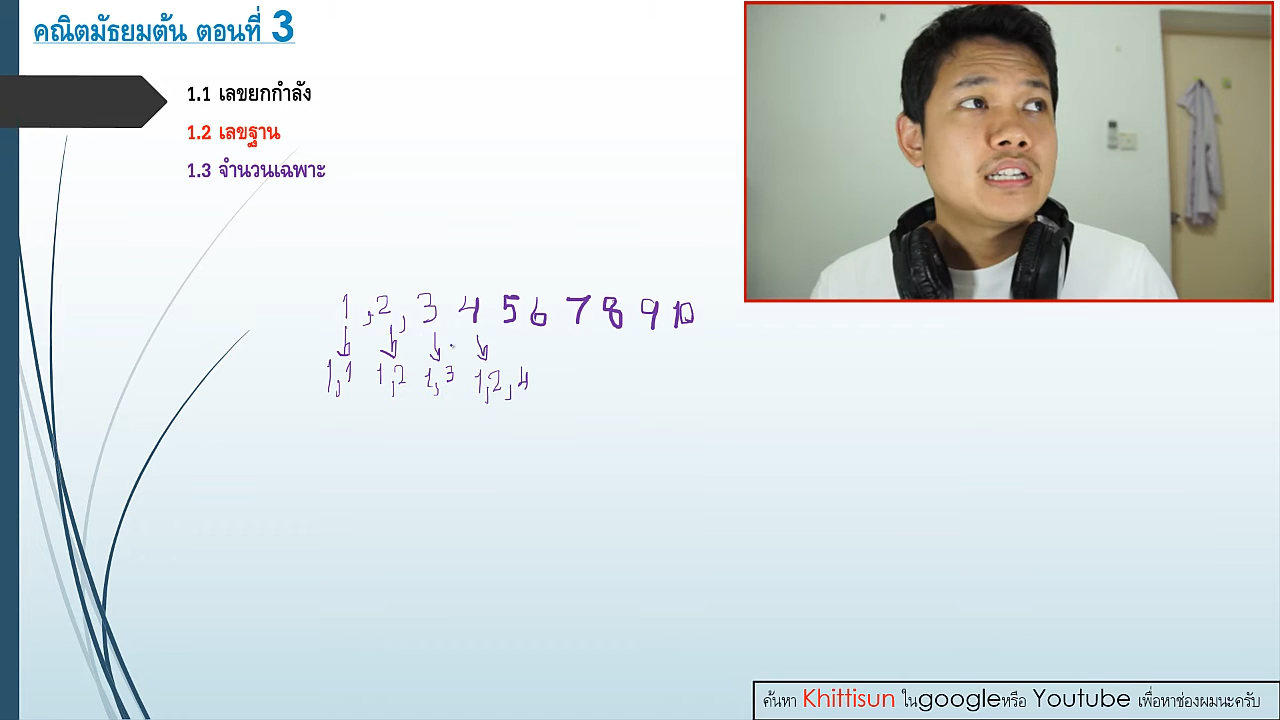 คณิตมัธยมต้น ตอนที่ 3
1.1 เลขยกกำลัง
1.2 เลขฐาน
1.3 จำนวนเฉพาะ
1,2,3 4 5 6 7 8 9 10
1,1 1,2 1,3 1,2,4
ค้นหา Khittisun ในgoogleหรือ Youtube เพื่อหาช่องผมนะครับ